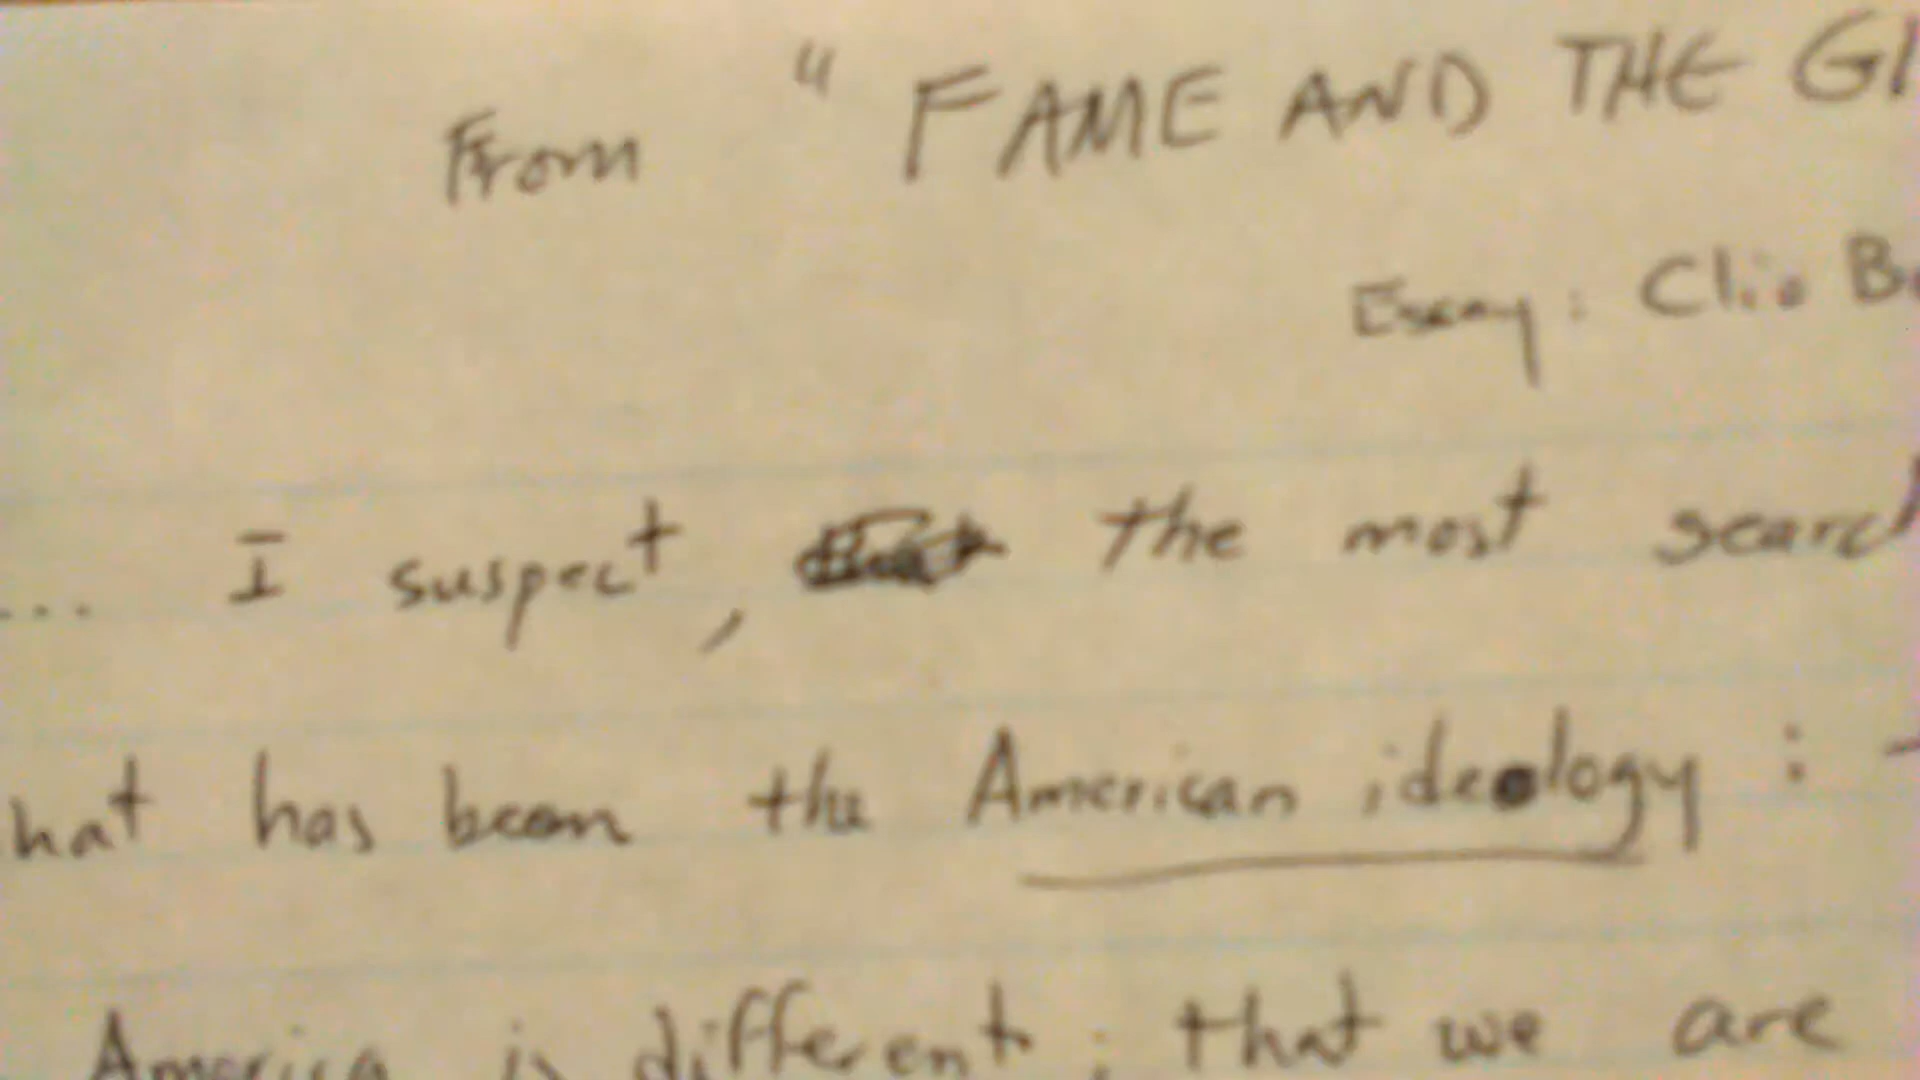 From "FAME AND THE
Essay: Clio
... I suspect, the most
has been the American ideology:
America is different; that we are